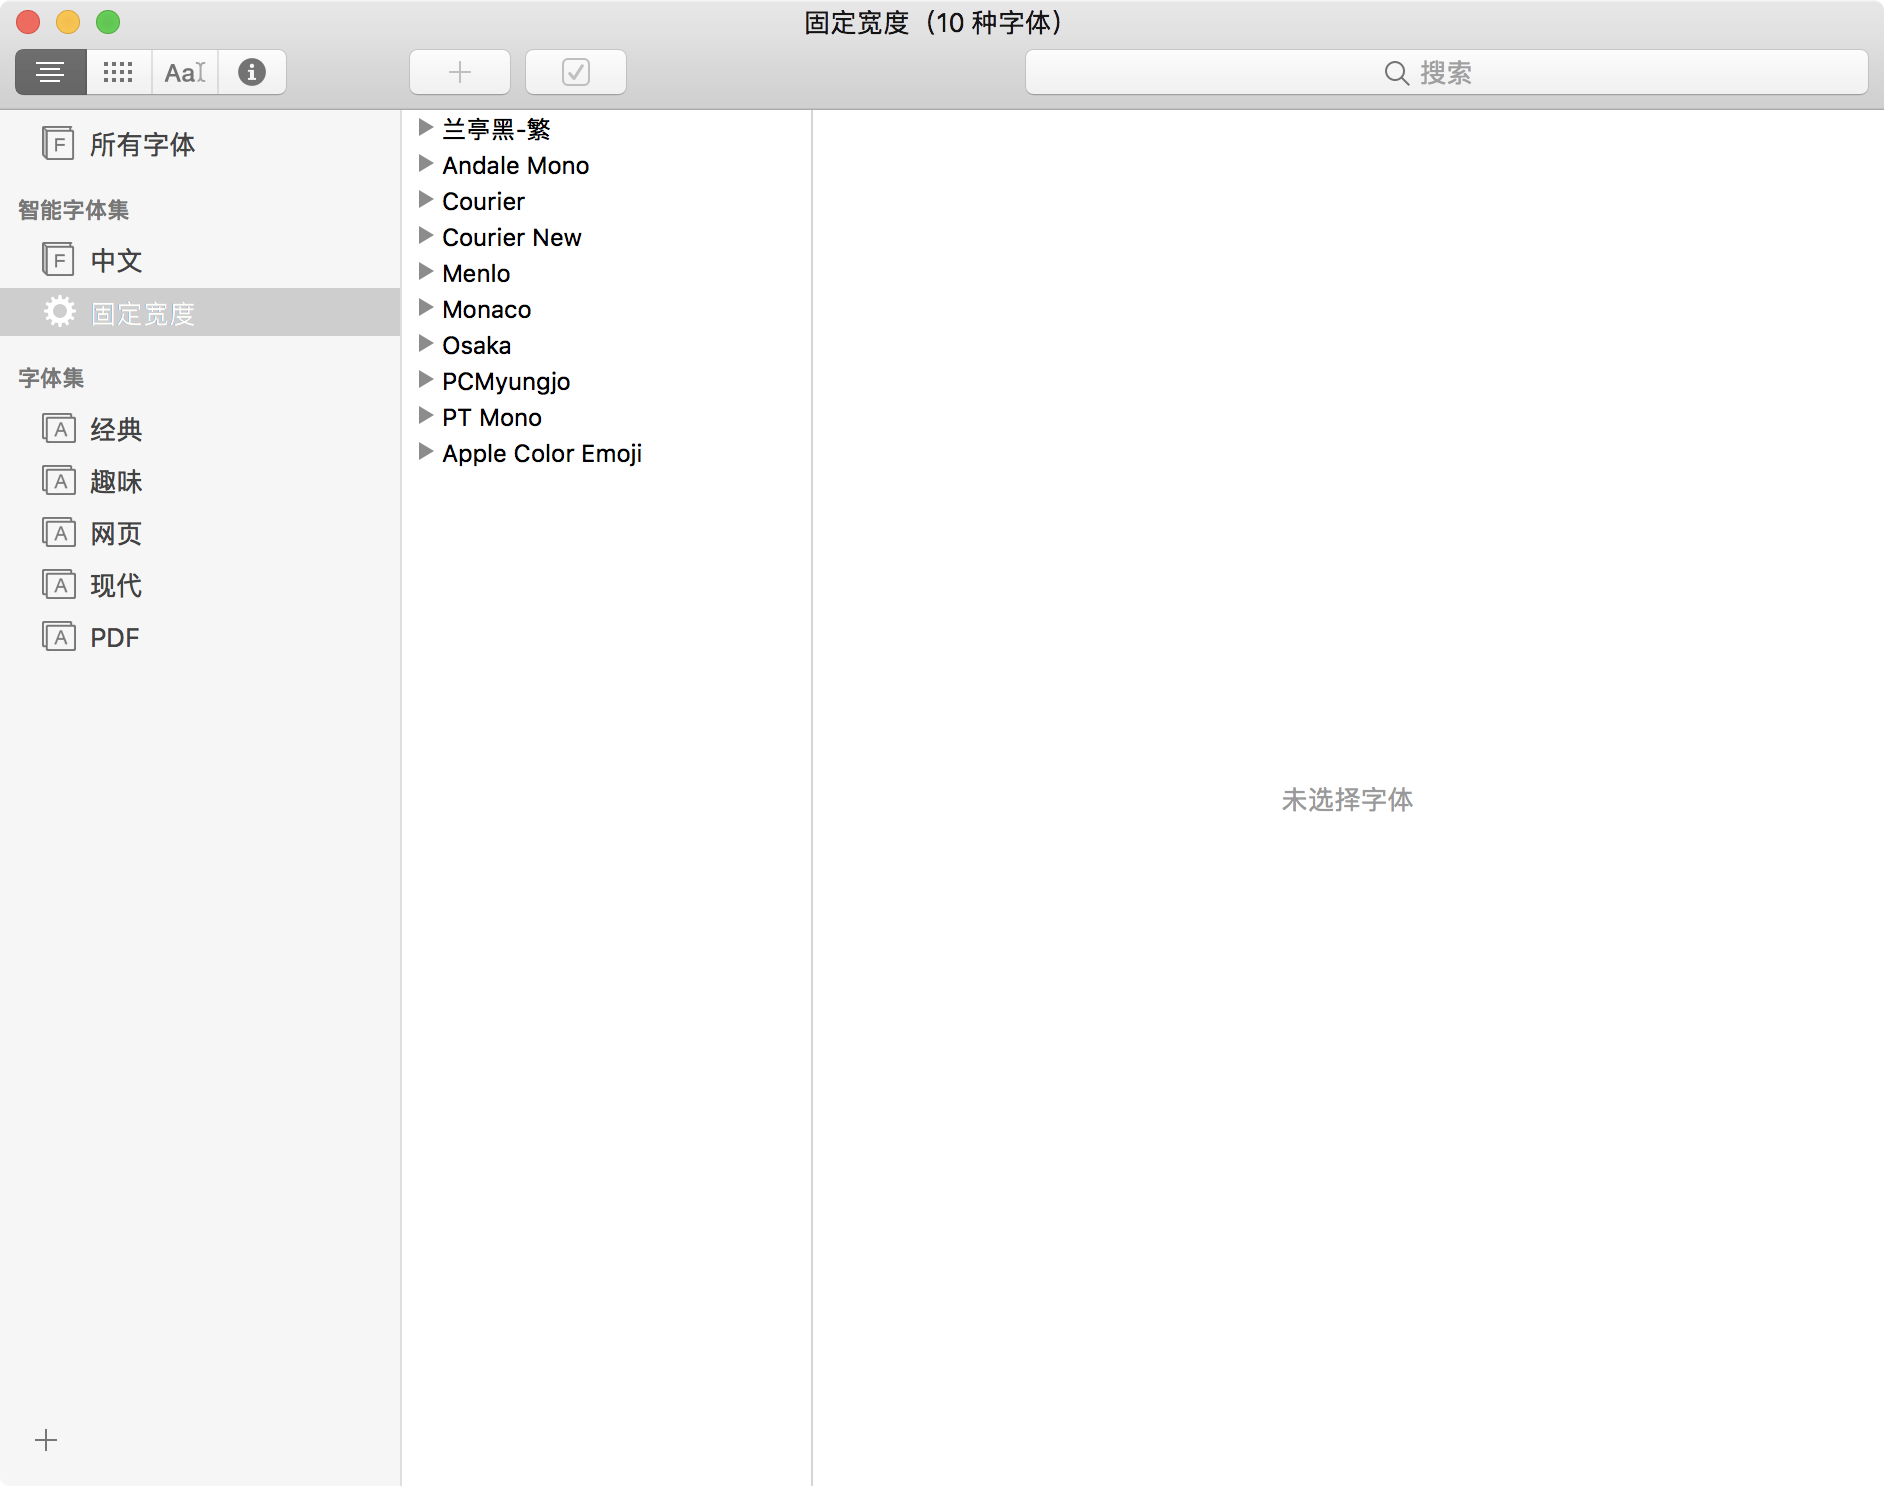 固定宽度（10 种字体）
Aa
搜索
所有字体
智能字体集
中文
固定宽度
字体集
经典
趣味
网页
现代
PDF
兰亭黑-繁
Andale Mono
Courier
Courier New
Menlo
Monaco
Osaka
PCMyungjo
PT Mono
Apple Color Emoji
未选择字体